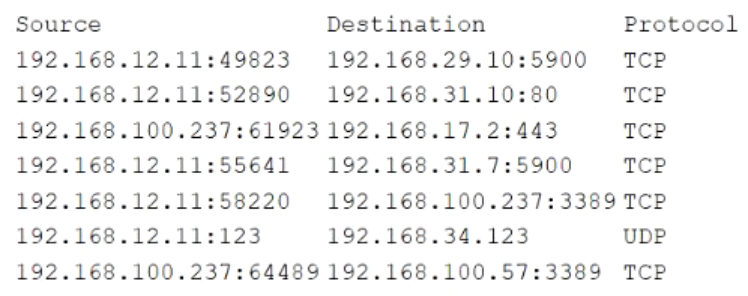 Source Destination Protocol
192.168.12.11:49823 192.168.29.10:5900 TCP
192.168.12.11:52890 192.168.31.10:80 TCP
192.168.100.237:61923 192.168.17.2:443 TCP
192.168.12.11:55641 192.168.31.7:5900 TCP
192.168.12.11:58220 192.168.100.237:3389 TCP
192.168.12.11:123 192.168.34.123 UDP
192.168.100.237:64489 192.168.100.57:3389 TCP